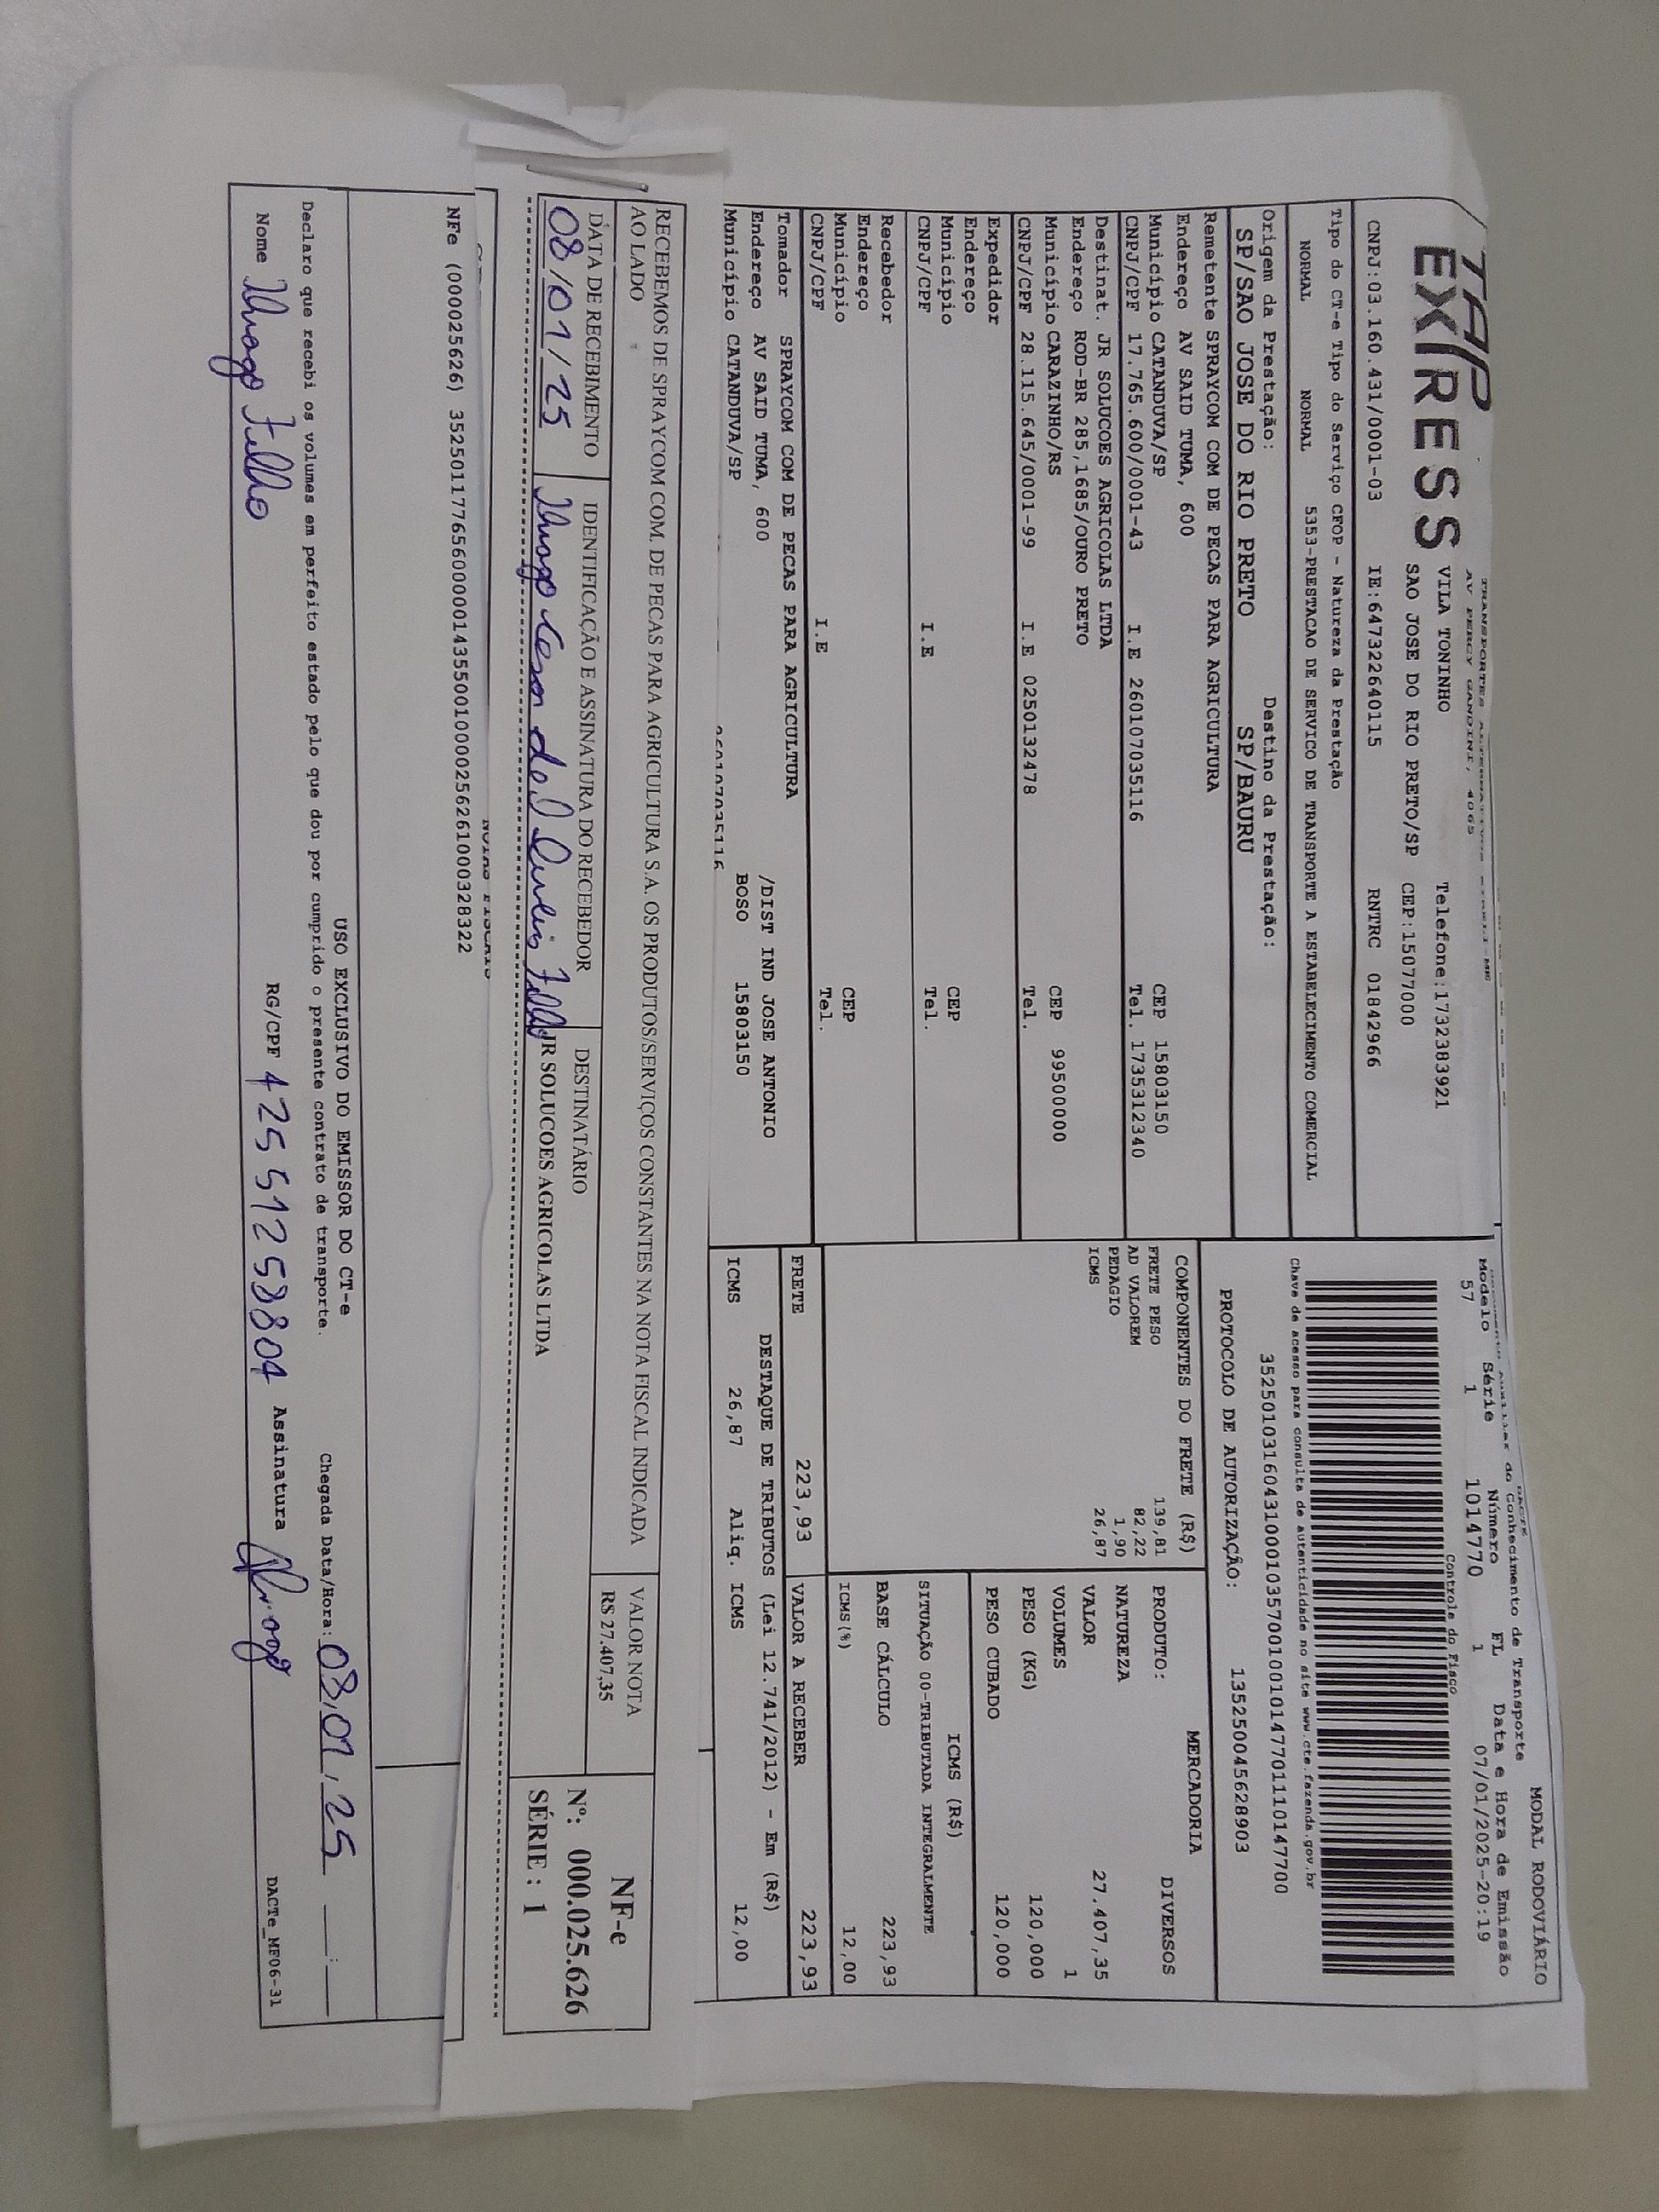 TAP
EXPRESS
VILA TONINHO Telefone:1732383921
SAO JOSE DO RIO PRETO/SP CEP:15077000
CNPJ:03.160.431/0001-03 IE:647322640115 RNTRC 01842966
Tipo do CT-e Tipo do Serviço CFOP - Natureza da Prestação
NORMAL NORMAL 5353-PRESTACAO DE SERVICO DE TRANSPORTE A ESTABELECIMENTO COMERCIAL
Origem da Prestação: Destino da Prestação:
SP/SAO JOSE DO RIO PRETO SP/BAURU
Remetente SPRAYCOM COM DE PECAS PARA AGRICULTURA
Endereço AV SAID TUMA, 600
Município CATANDUVA/SP CEP 15803150
CNPJ/CPF 17.765.600/0001-43 I.E 260107035116 Tel. 1735312340
Destinat. JR SOLUCOES AGRICOLAS LTDA
Endereço ROD-BR 285,1685/OURO PRETO
Município CARAZINHO/RS CEP 99500000
CNPJ/CPF 28.115.645/0001-99 I.E 0250132478 Tel.
Expedidor
Endereço
Município CEP
CNPJ/CPF I.E Tel.
Recebedor
Endereço
Município CEP
CNPJ/CPF I.E Tel.
Tomador SPRAYCOM COM DE PECAS PARA AGRICULTURA
Endereço AV SAID TUMA, 600 /DIST IND JOSE ANTONIO
Município CATANDUVA/SP BOSO 15803150
MODAL RODOVIÁRIO
do Conhecimento de Transporte
Modelo Série Número FL Data e Hora de Emissão
57 1 1014770 1 07/01/2025-20:19
Controle do Fisco
Chave de acesso para consulta de autenticidade no site www.cte.fazenda.gov.br
35250103160431000103570010010147701110147700
PROTOCOLO DE AUTORIZAÇÃO: 135250045628903
COMPONENTES DO FRETE (R$)
FRETE PESO 139,81
AD VALOREM 82,22
PEDAGIO 1,90
ICMS 26,87
MERCADORIA
PRODUTO: DIVERSOS
NATUREZA
VALOR 27.407,35
VOLUMES 1
PESO (KG) 120,000
PESO CUBADO 120,000
ICMS (R$)
SITUAÇÃO 00-TRIBUTADA INTEGRALMENTE
BASE CÁLCULO 223,93
ICMS(%) 12,00
FRETE 223,93 VALOR A RECEBER 223,93
DESTAQUE DE TRIBUTOS (Lei 12.741/2012) - Em (R$)
ICMS 26,87 Aliq. ICMS 12,00
RECEBEMOS DE SPRAYCOM COM. DE PECAS PARA AGRICULTURA S.A. OS PRODUTOS/SERVIÇOS CONSTANTES NA NOTA FISCAL INDICADA
AO LADO
VALOR NOTA
R$ 27.407,35
DATA DE RECEBIMENTO IDENTIFICAÇÃO E ASSINATURA DO RECEBEDOR DESTINATÁRIO
08/01/25 JR SOLUCOES AGRICOLAS LTDA
NF-e
Nº: 000.025.626
SÉRIE : 1
NFe (000025626) 35250117765600000143550010000256261000328322
USO EXCLUSIVO DO EMISSOR DO CT-e
Declaro que recebi os volumes em perfeito estado pelo que dou por cumprido o presente contrato de transporte. Chegada Data/Hora: 08/01/25 __:__
Nome Thiago Filho RG/CPF 42551258804 Assinatura Thiago
DACTe_MF06-31